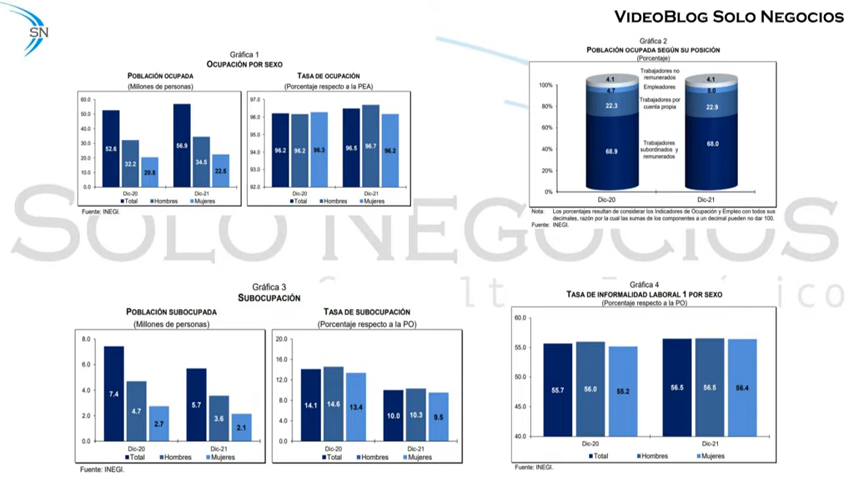 SN
VIDEOBLOG SOLO NEGOCIOS
Gráfica 1
OCUPACIÓN POR SEXO
POBLACIÓN OCUPADA
(Millones de personas)
60.0
50.0
40.0
30.0
20.0
10.0
0.0
52.6
32.2
20.5
56.9
34.5
22.5
Dic-20
Dic-21
Total Hombres Mujeres
TASA DE OCUPACIÓN
(Porcentaje respecto a la PEA)
97.0
96.0
95.0
94.0
93.0
92.0
96.2
96.2
96.3
96.5
96.7
96.2
Dic-20
Dic-21
Total Hombres Mujeres
Fuente: INEGI.
Gráfica 2
POBLACIÓN OCUPADA SEGÚN SU POSICIÓN
(Porcentaje)
100%
80%
60%
40%
20%
0%
4.1
4.7
22.3
68.9
Trabajadores no
remunerados
Empleadores
Trabajadores por
cuenta propia
Trabajadores
subordinados y
remunerados
4.1
5.0
22.9
68.0
Dic-20
Dic-21
Nota: Los porcentajes resultan de considerar los Indicadores de Ocupación y Empleo con todos sus
decimales, razón por la cual las sumas de los componentes a un decimal pueden no dar 100.
Fuente: INEGI.
SOLO NEGOCIOS
Gráfica 3
SUBOCUPACIÓN
POBLACIÓN SUBOCUPADA
(Millones de personas)
8.0
6.0
4.0
2.0
0.0
7.4
4.7
2.7
5.7
3.6
2.1
Dic-20
Dic-21
Total Hombres Mujeres
TASA DE SUBOCUPACIÓN
(Porcentaje respecto a la PO)
20.0
16.0
12.0
8.0
4.0
0.0
14.1
14.6
13.4
10.0
10.3
9.5
Dic-20
Dic-21
Total Hombres Mujeres
Fuente: INEGI.
Gráfica 4
TASA DE INFORMALIDAD LABORAL 1 POR SEXO
(Porcentaje respecto a la PO)
60.0
55.0
50.0
45.0
40.0
55.7
56.0
55.2
56.5
56.5
56.4
Dic-20
Dic-21
Total Hombres Mujeres
Fuente: INEGI.